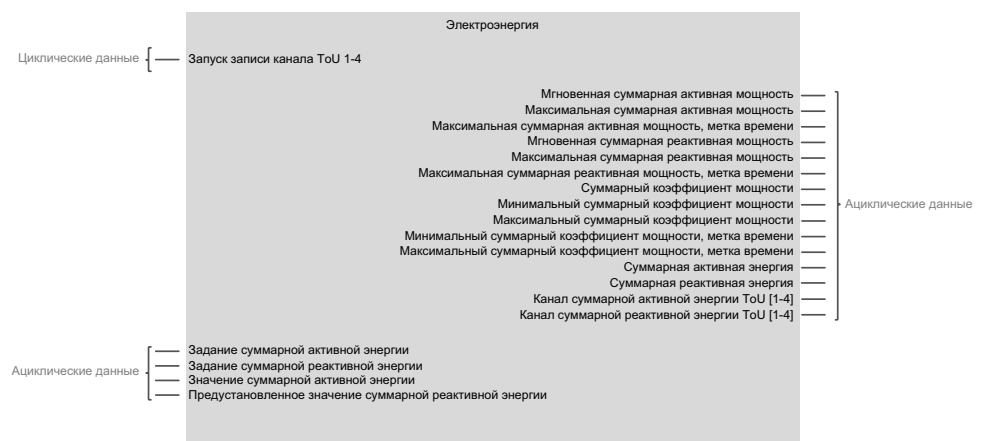 Электроэнергия
Циклические данные
Запуск записи канала ToU 1-4
Мгновенная суммарная активная мощность
Максимальная суммарная активная мощность
Максимальная суммарная активная мощность, метка времени
Мгновенная суммарная реактивная мощность
Максимальная суммарная реактивная мощность
Максимальная суммарная реактивная мощность, метка времени
Суммарный коэффициент мощности
Минимальный суммарный коэффициент мощности
Максимальный суммарный коэффициент мощности
Минимальный суммарный коэффициент мощности, метка времени
Максимальный суммарный коэффициент мощности, метка времени
Суммарная активная энергия
Суммарная реактивная энергия
Канал суммарной активной энергии ToU [1-4]
Канал суммарной реактивной энергии ToU [1-4]
Ациклические данные
Ациклические данные
Задание суммарной активной энергии
Задание суммарной реактивной энергии
Значение суммарной активной энергии
Предустановленное значение суммарной реактивной энергии